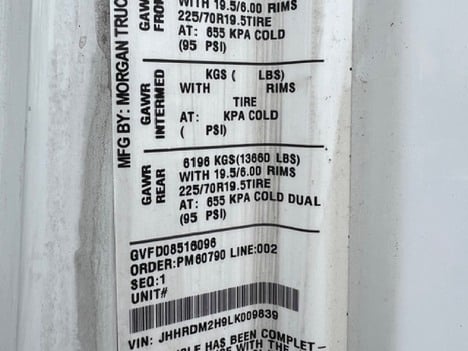 MFG BY: MORGAN TRUC
GAWR
FRON
WITH 19.5/6.00 RIMS
225/70R19.5TIRE
AT: 655 KPA COLD
(95 PSI)
GAWR
INTERMED
KGS ( LBS)
WITH RIMS
TIRE
AT: KPA COLD
( PSI)
GAWR
REAR
6196 KGS(13660 LBS)
WITH 19.5/6.00 RIMS
225/70R19.5TIRE
AT: 655 KPA COLD DUAL
(95 PSI)
GVFD08516096
ORDER:PM60790 LINE:002
SEQ:1
UNIT#
VIN: JHHRDM2H9LK009839
HAS BEEN COMPLET-
WITH THE